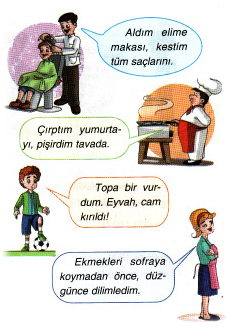 Aldım elime
makası, kestim
tüm saçlarını.
Çırptım yumurta-
yı, pişirdim tavada.
Topa bir vur-
dum. Eyvah, cam
kırıldı!
Ekmekleri sofraya
koymadan önce, düz-
günce dilimledim.